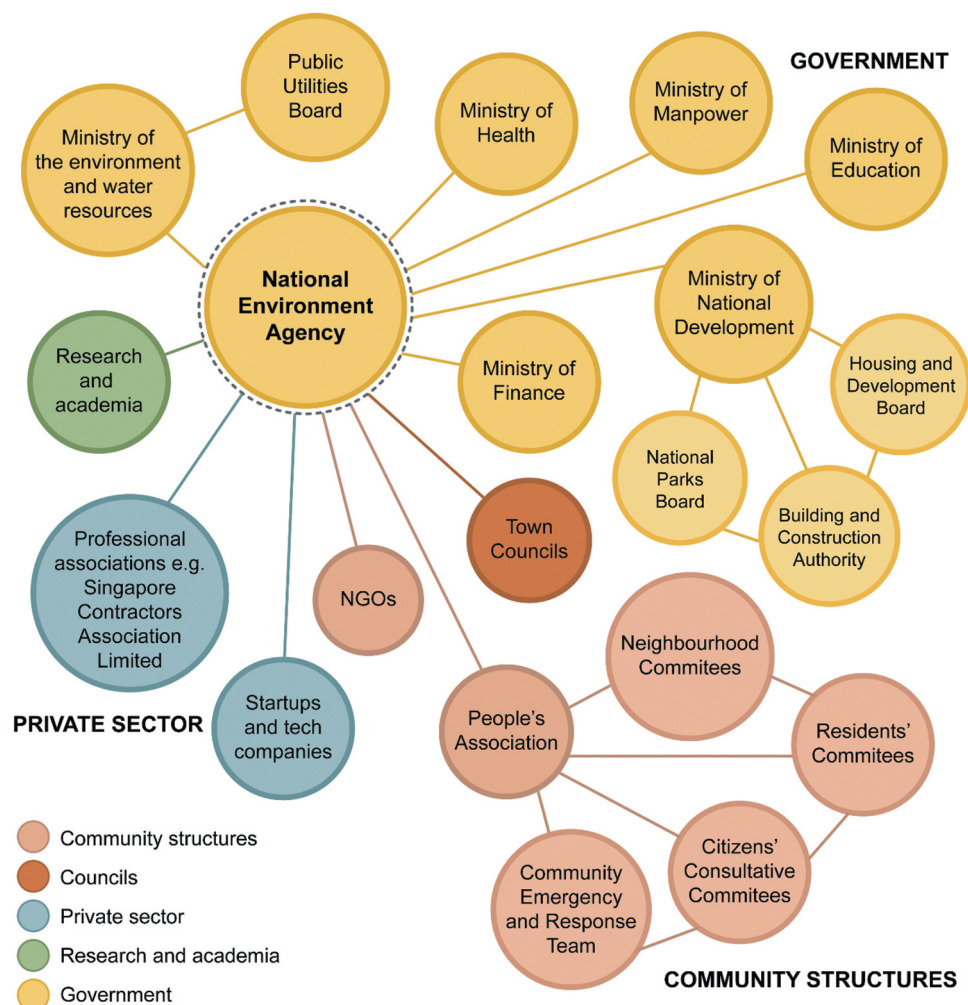 GOVERNMENT
Public
Utilities
Board
Ministry of
the environment
and water
resources
Ministry of
Health
Ministry of
Manpower
Ministry of
Education
National
Environment
Agency
Ministry of
National
Development
Housing and
Development
Board
Research
and
academia
Ministry of
Finance
National
Parks
Board
Building and
Construction
Authority
Professional
associations e.g.
Singapore
Contractors
Association
Limited
Town
Councils
NGOs
PRIVATE SECTOR
Startups
and tech
companies
People's
Association
Neighbourhood
Commitees
Residents'
Commitees
Citizens'
Consultative
Commitees
Community
Emergency
and Response
Team
COMMUNITY STRUCTURES
Community structures
Councils
Private sector
Research and academia
Government